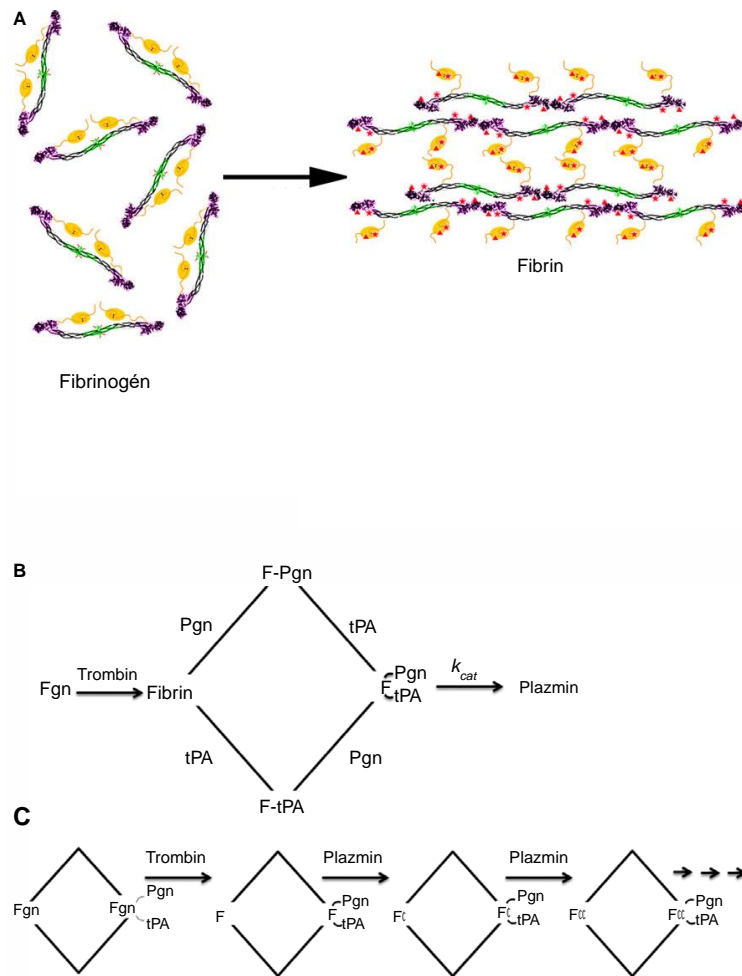 A
Fibrin
Fibrinogén
B
F-Pgn
Pgn
tPA
Fgn
Trombin
Fibrin
F
Pgn
tPA
kcat
Plazmin
tPA
Pgn
F-tPA
C
Trombin
Plazmin
Plazmin
Fgn
Fgn
Pgn
tPA
F
F
Pgn
tPA
F
F
Pgn
tPA
F
F
Pgn
tPA